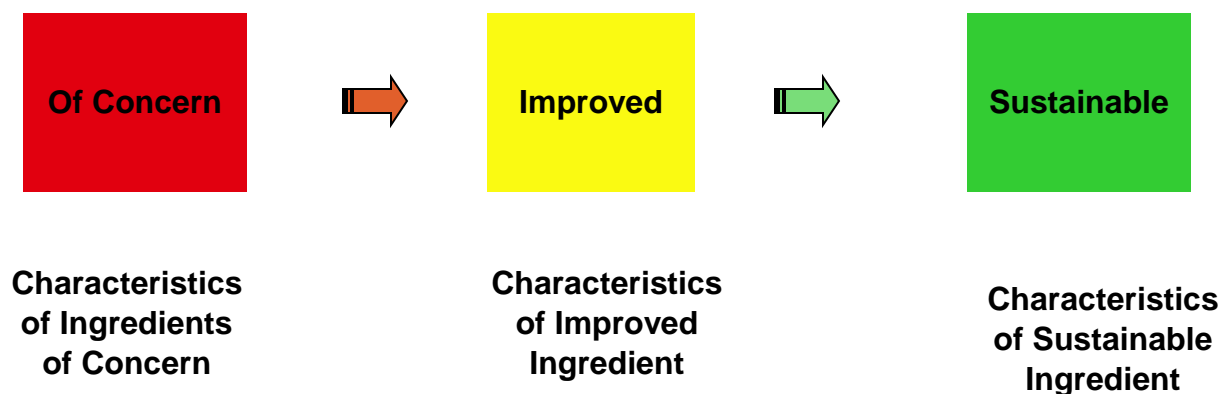 Of Concern
Improved
Sustainable
Characteristics
of Ingredients
of Concern
Characteristics
of Improved
Ingredient
Characteristics
of Sustainable
Ingredient